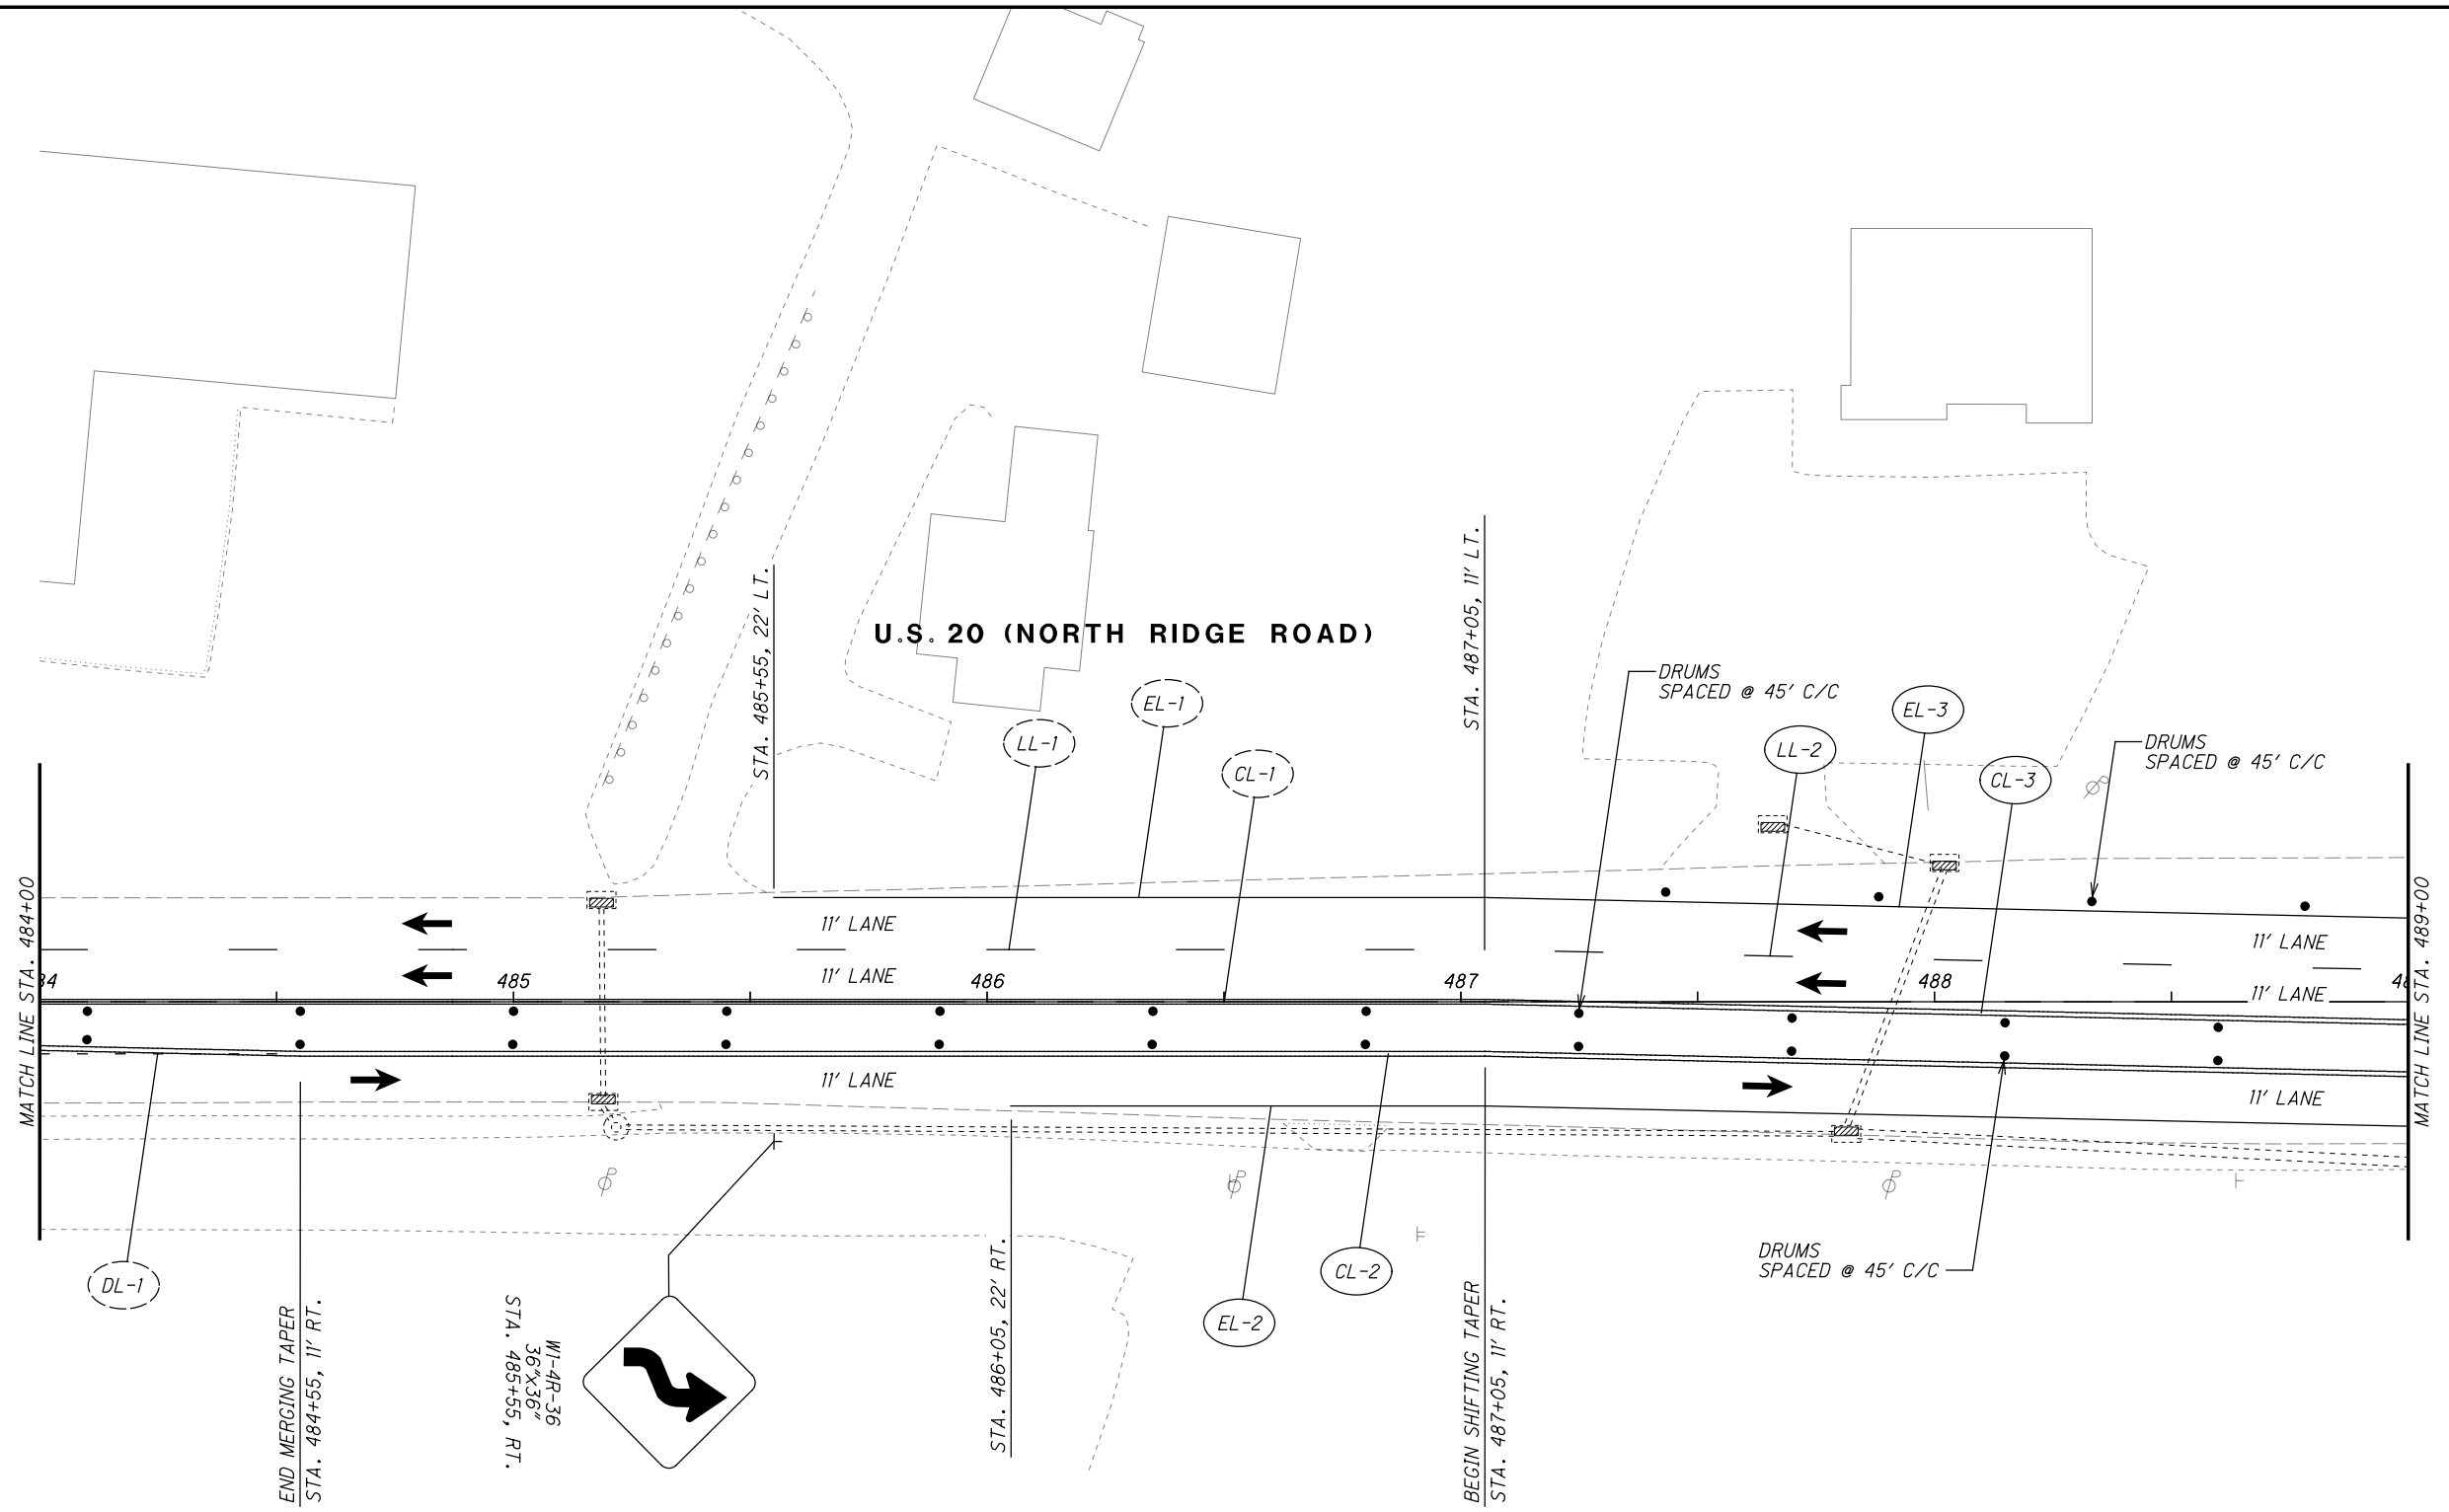 U.S. 20 (NORTH RIDGE ROAD)
STA. 485+55, 22' LT.
STA. 487+05, 11' LT.
DRUMS
SPACED @ 45' C/C
DRUMS
SPACED @ 45' C/C
EL-1
LL-1
CL-1
EL-3
LL-2
CL-3
MATCH LINE STA. 484+00
MATCH LINE STA. 489+00
11' LANE
11' LANE
11' LANE
11' LANE
84
485
486
487
488
48
11' LANE
11' LANE
DL-1
CL-2
EL-2
DRUMS
SPACED @ 45' C/C
END MERGING TAPER
STA. 484+55, 11' RT.
W1-4R-36
36"X36"
STA. 485+55, RT.
STA. 486+05, 22' RT.
BEGIN SHIFTING TAPER
STA. 487+05, 11' RT.